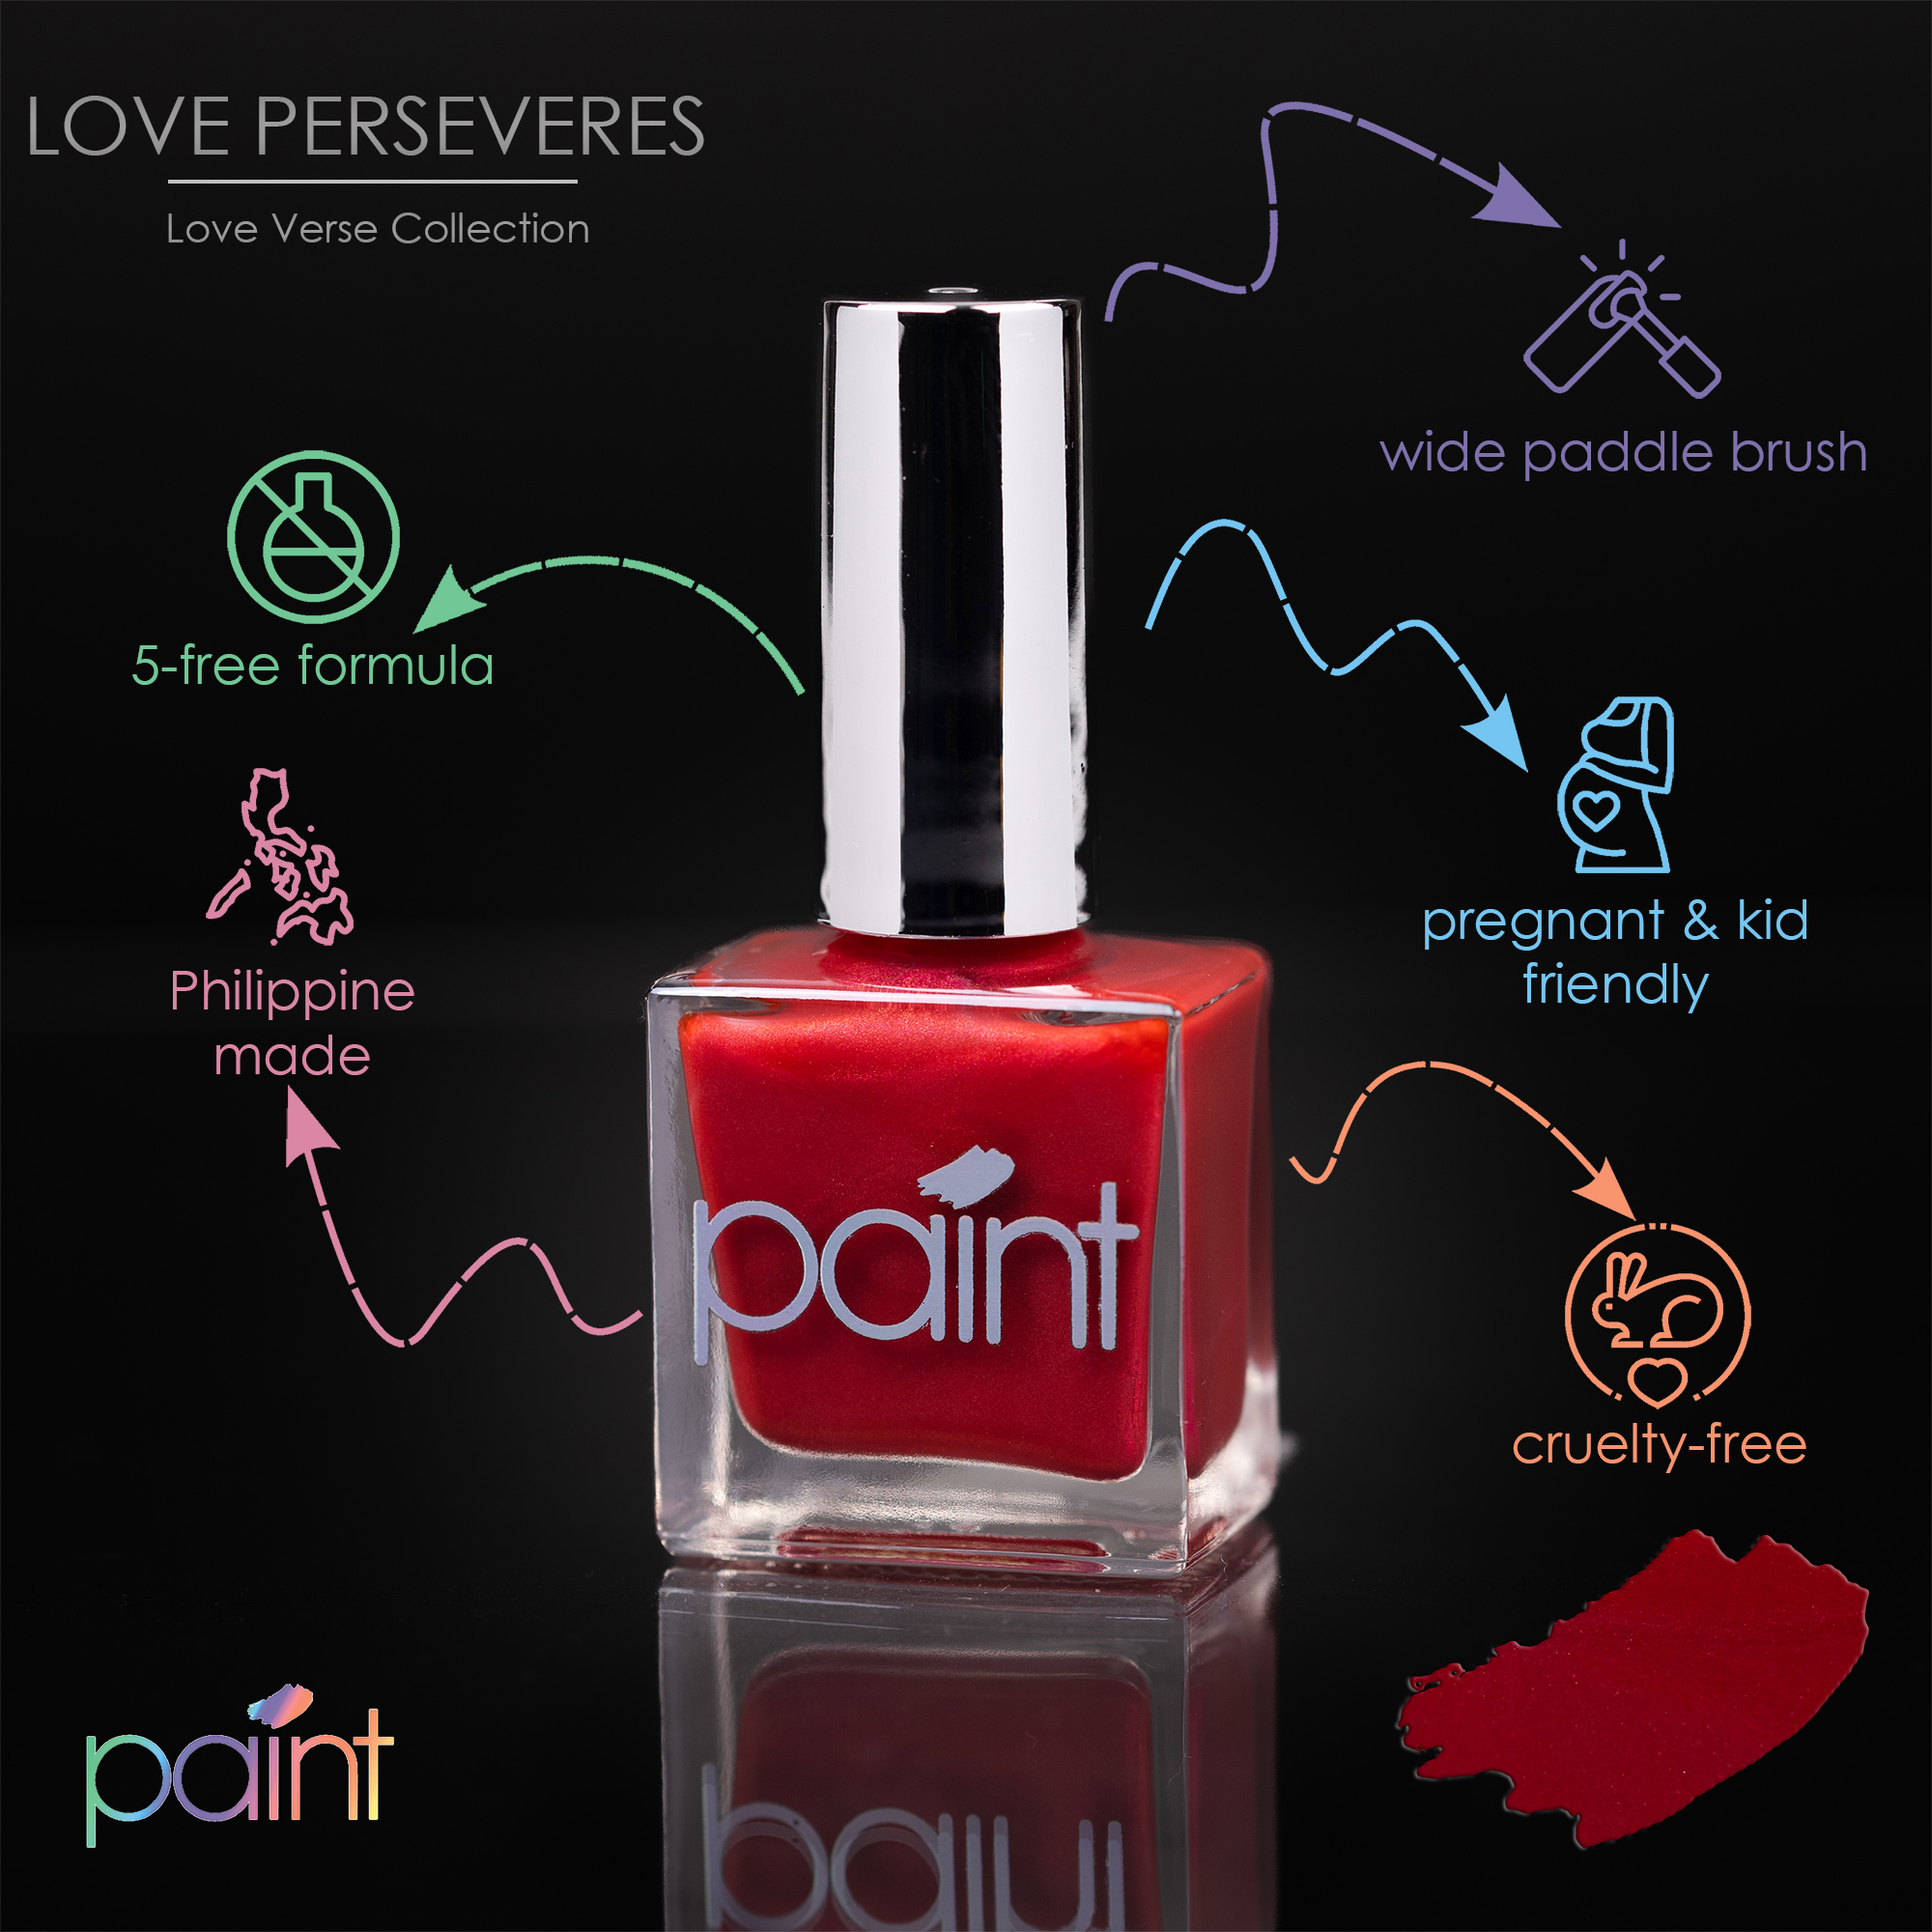 LOVE PERSEVERES
Love Verse Collection
wide paddle brush
5-free formula
pregnant & kid
friendly
Philippine
made
paint
cruelty-free
paint
paint